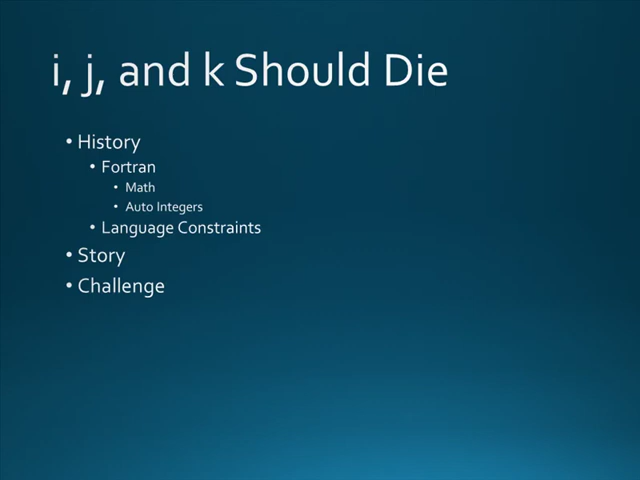 i, j, and k Should Die
• History
• Fortran
• Math
• Auto Integers
• Language Constraints
• Story
• Challenge